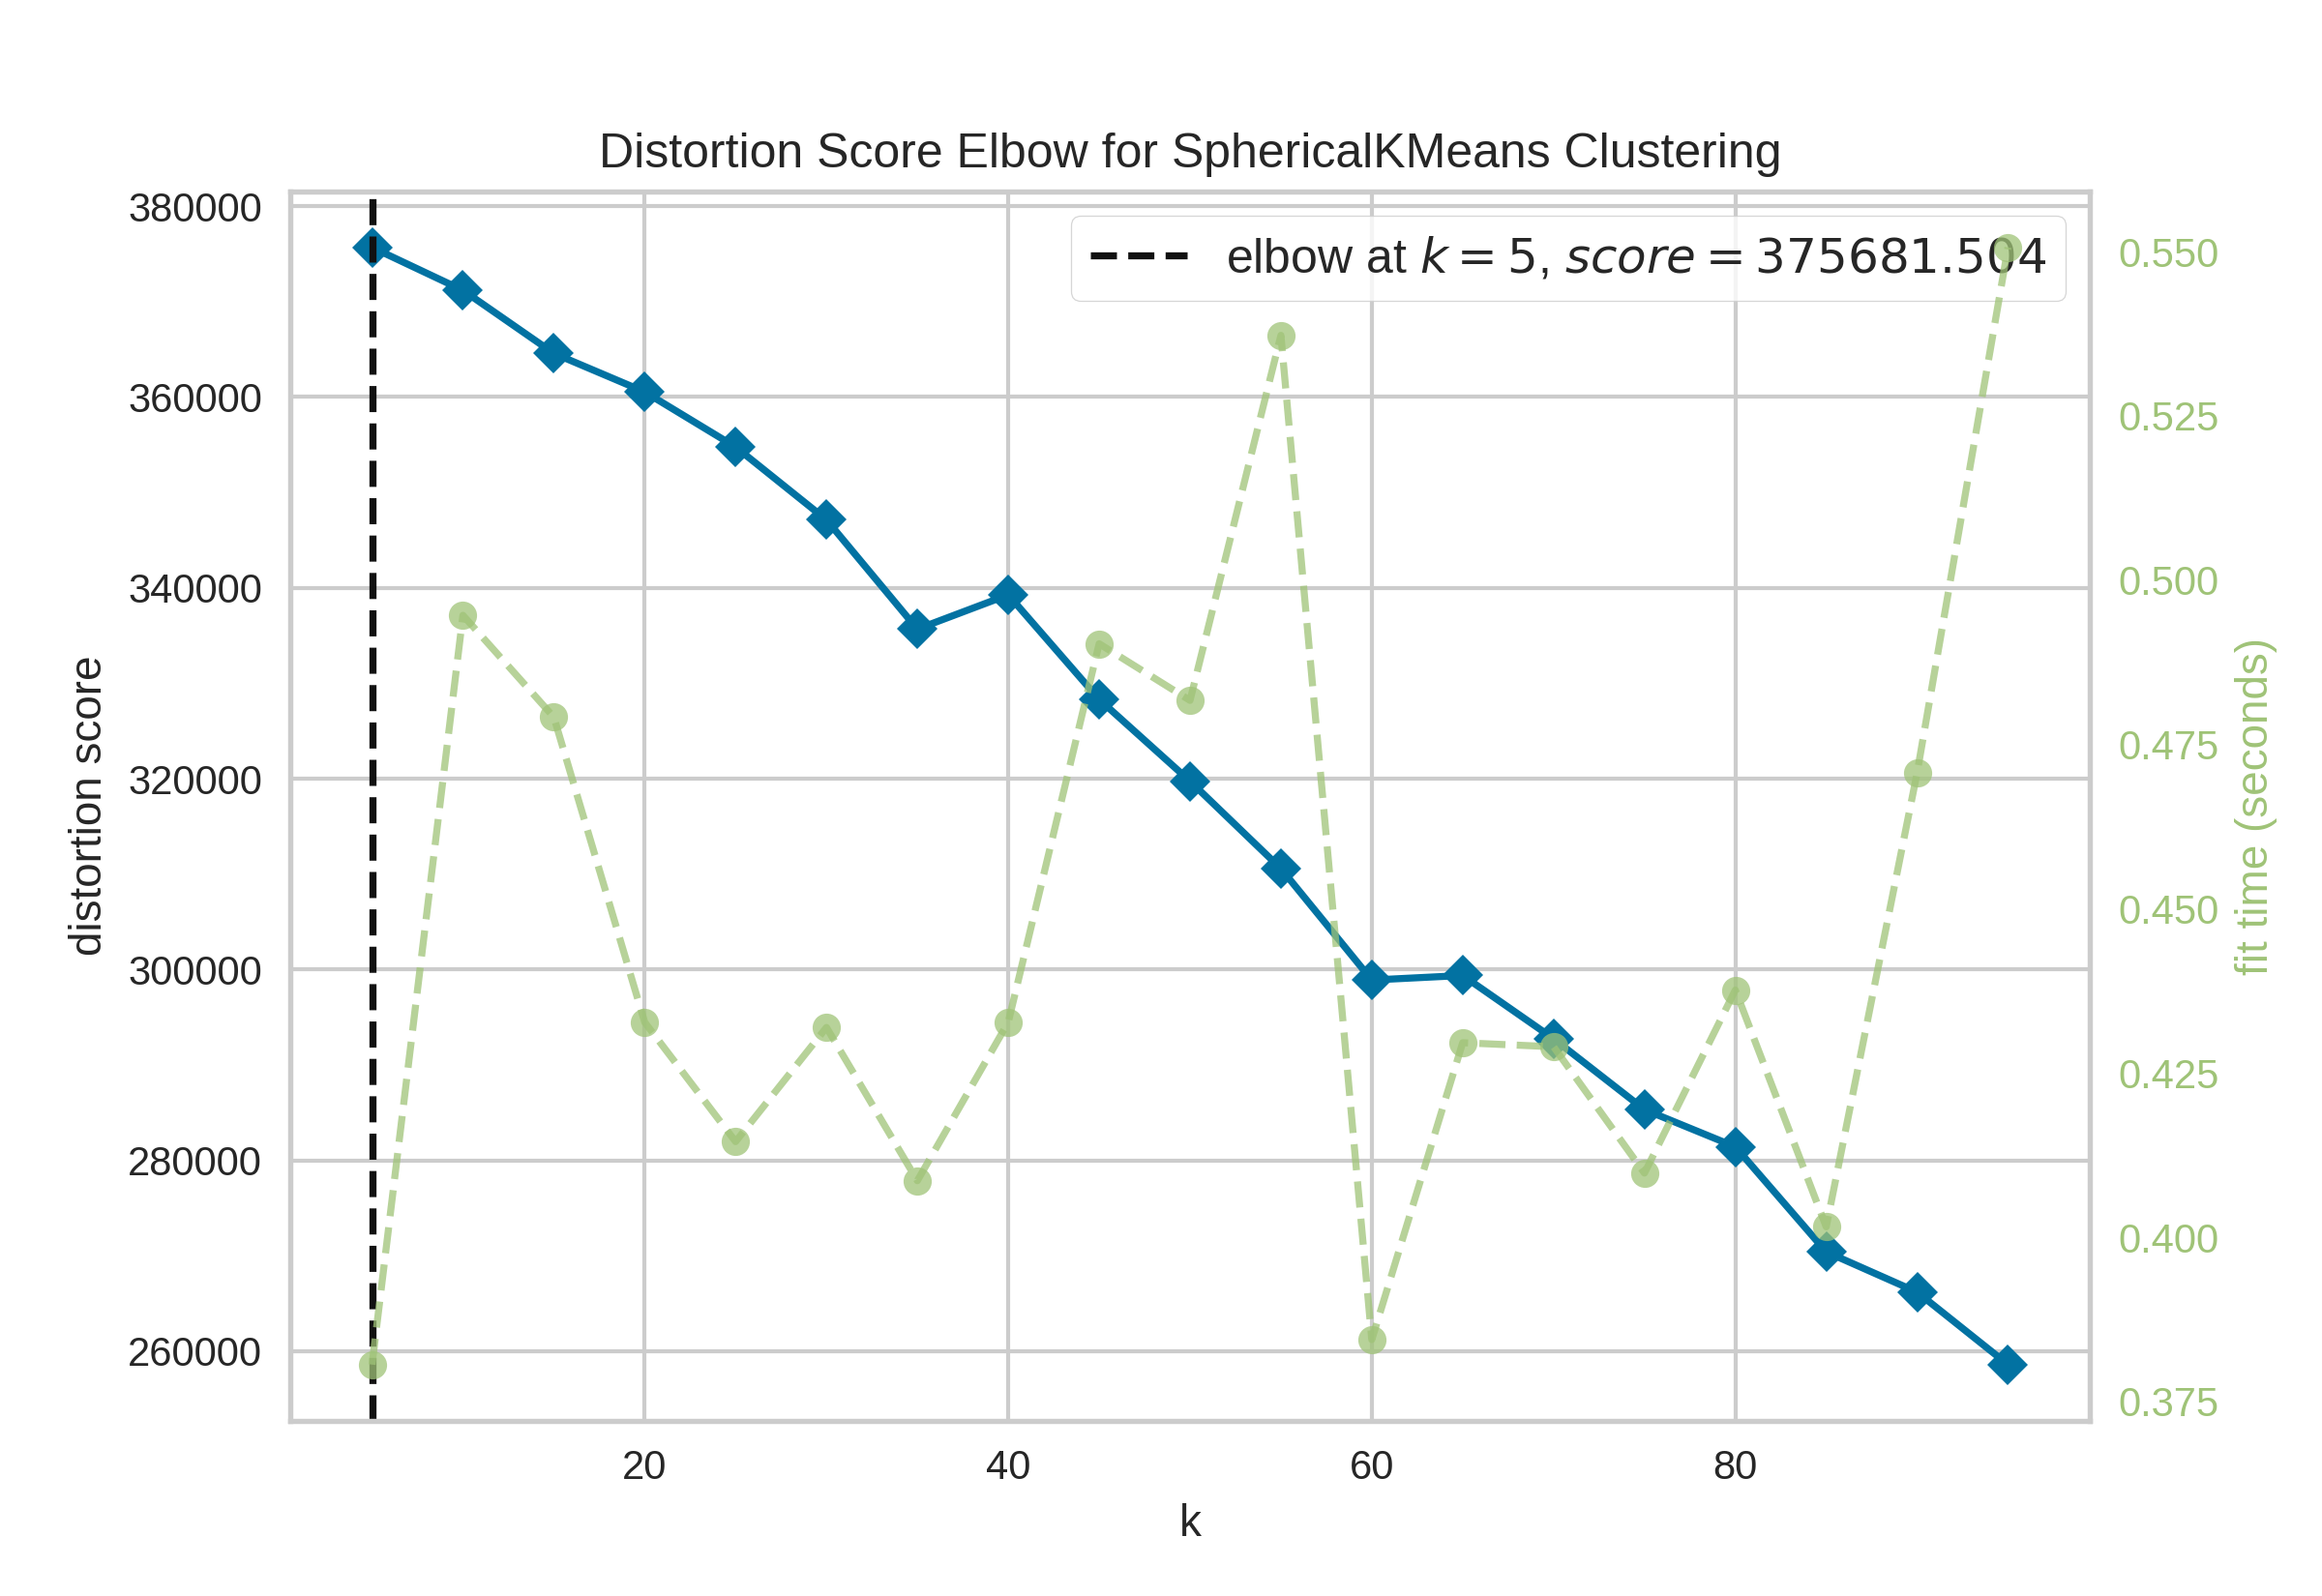 Distortion Score Elbow for SphericalKMeans Clustering
elbow at k = 5, score = 375681.504
380000
360000
340000
320000
300000
280000
260000
distortion score
0.550
0.525
0.500
0.475
0.450
0.425
0.400
0.375
fit time (seconds)
20 40 60 80
k